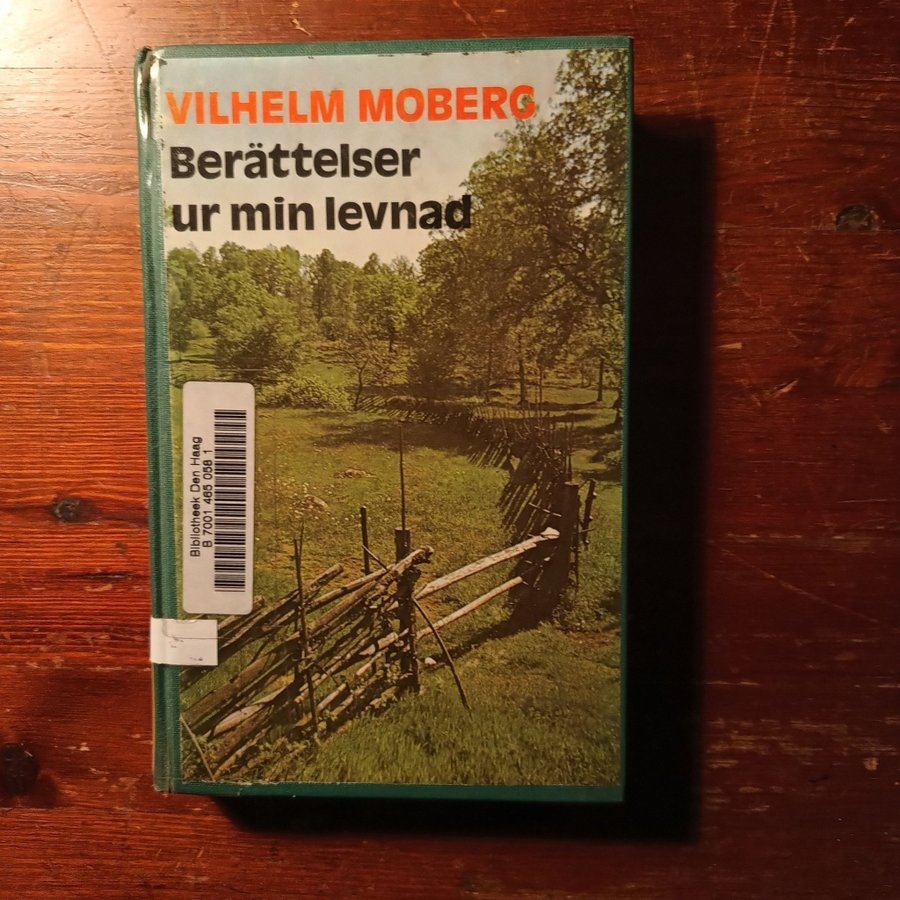 VILHELM MOBERG
Berättelser
ur min levnad
Bibliotheek Den Haag
B 7001 465 058 1